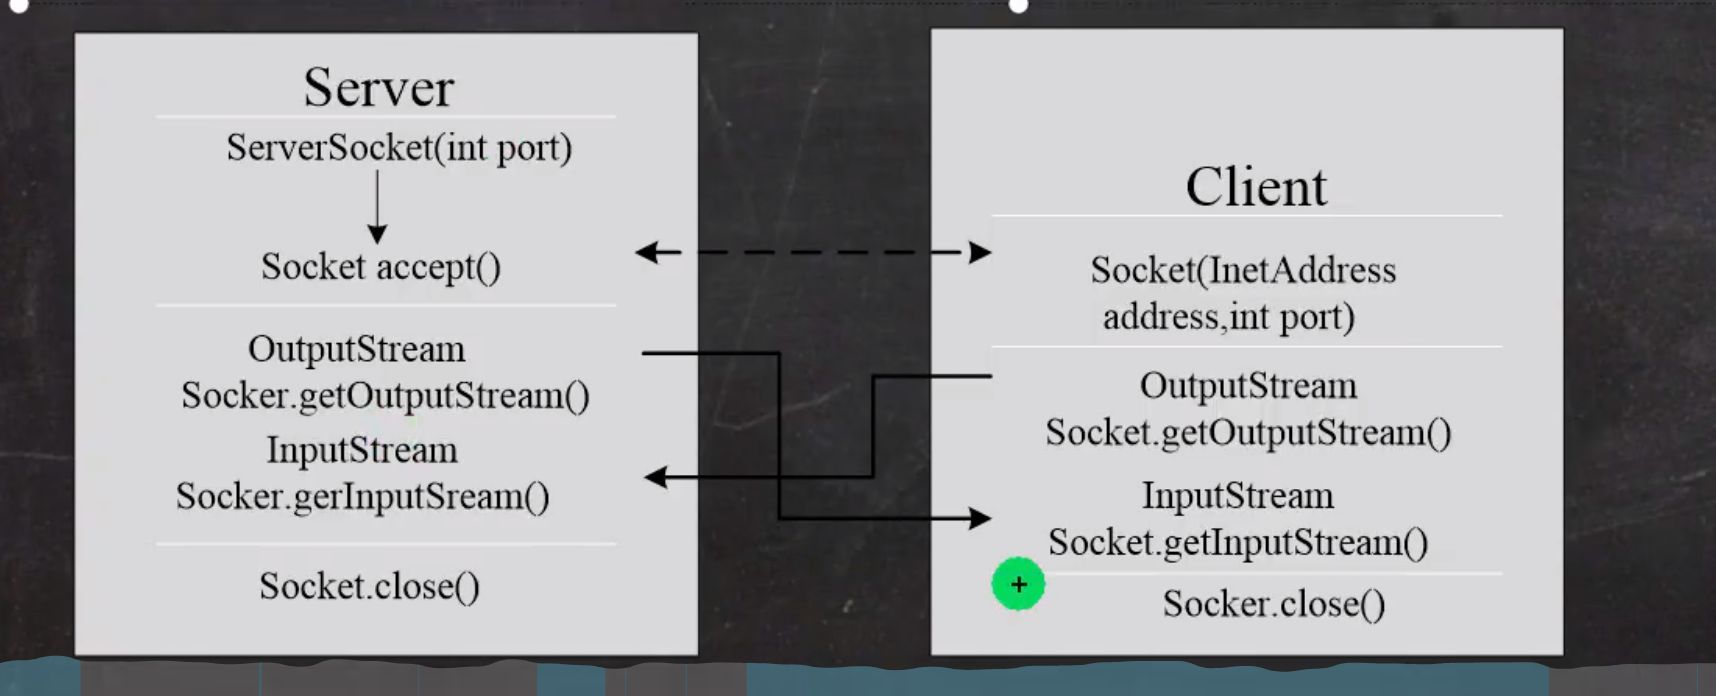 Server
ServerSocket(int port)
Socket accept()
OutputStream
Socker.getOutputStream()
InputStream
Socker.gerInputSream()
Socket.close()
Client
Socket(InetAddress
address,int port)
OutputStream
Socket.getOutputStream()
InputStream
Socket.getInputStream()
Socker.close()